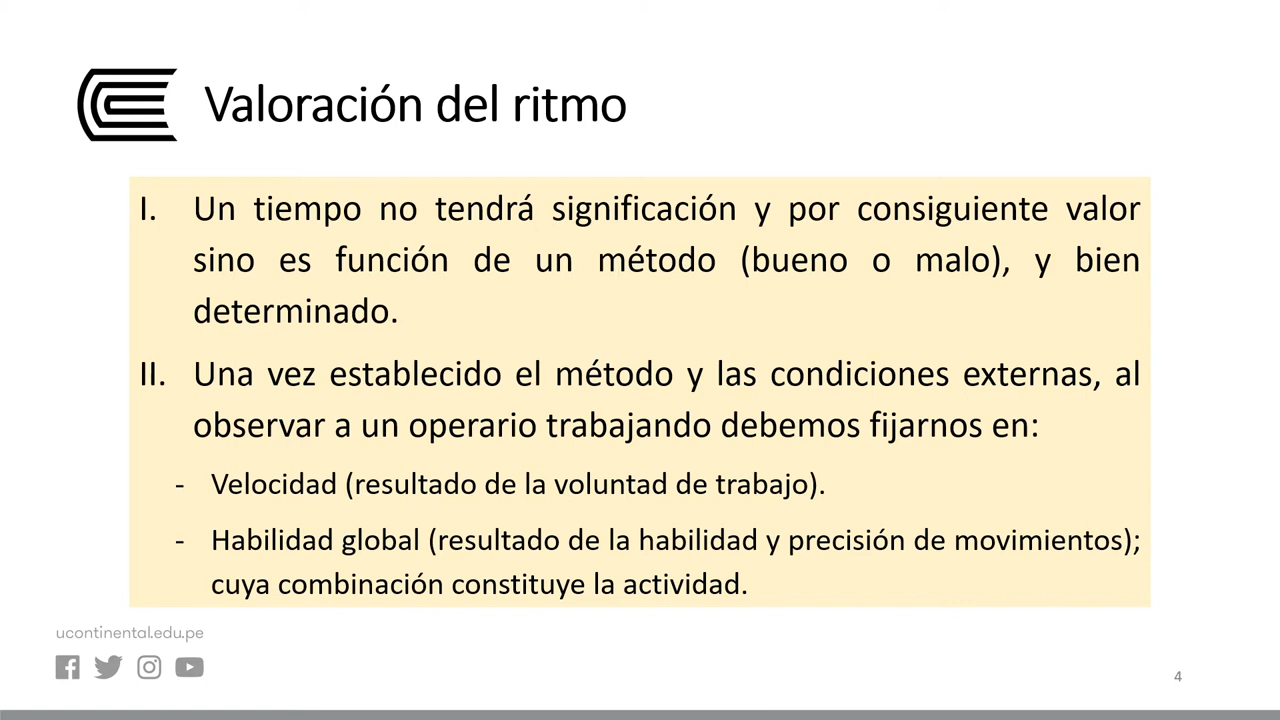 Valoración del ritmo
I. Un tiempo no tendrá significación y por consiguiente valor
sino es función de un método (bueno o malo), y bien
determinado.
II. Una vez establecido el método y las condiciones externas, al
observar a un operario trabajando debemos fijarnos en:
- Velocidad (resultado de la voluntad de trabajo).
- Habilidad global (resultado de la habilidad y precisión de movimientos);
cuya combinación constituye la actividad.
ucontinental.edu.pe
4